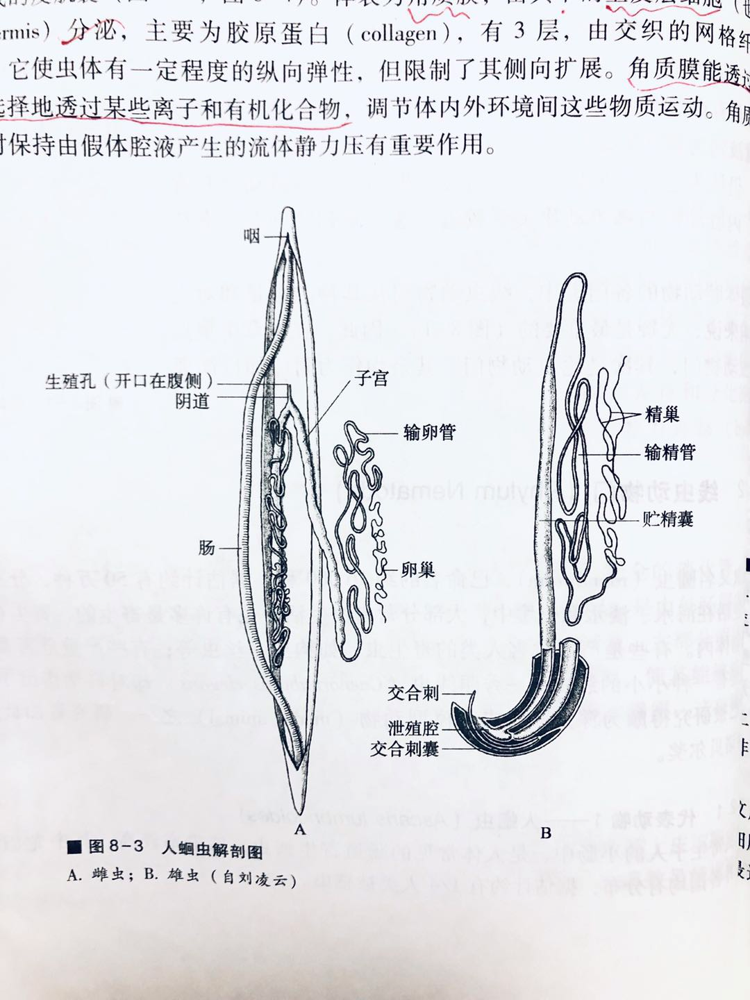 ermis）分泌，主要为胶原蛋白（collagen），有 3 层，由交织的网格纤
它使虫体有一定程度的纵向弹性，但限制了其侧向扩展。角质膜能透过
选择地透过某些离子和有机化合物，调节体内外环境间这些物质运动。角质
时保持由假体腔液产生的流体静力压有重要作用。
咽
生殖孔（开口在腹侧）
阴道
子宫
输卵管
肠
卵巢
A
精巢
输精管
贮精囊
交合刺
泄殖腔
交合刺囊
B
■ 图8-3 人蛔虫解剖图
A. 雌虫；B. 雄虫（自刘凌云）